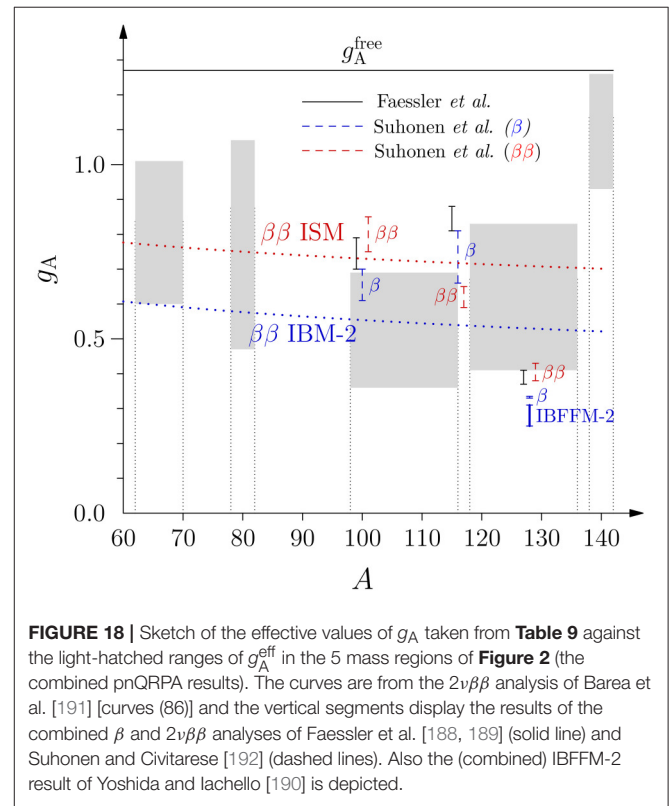 g_A^free
Faessler et al.
Suhonen et al. (β)
Suhonen et al. (ββ)
1.0
0.5
0.0
g_A
ββ ISM
ββ
β
β
ββ
ββ IBM-2
ββ
β
IBFFM-2
60 70 80 90 100 110 120 130 140
A
FIGURE 18 | Sketch of the effective values of g_A taken from Table 9 against
the light-hatched ranges of g_A^eff in the 5 mass regions of Figure 2 (the
combined pnQRPA results). The curves are from the 2νββ analysis of Barea et
al. [191] [curves (86)] and the vertical segments display the results of the
combined β and 2νββ analyses of Faessler et al. [188, 189] (solid line) and
Suhonen and Civitarese [192] (dashed lines). Also the (combined) IBFFM-2
result of Yoshida and Iachello [190] is depicted.